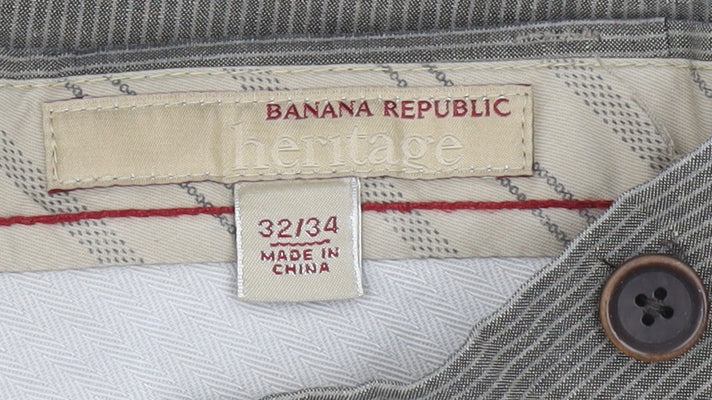 BANANA REPUBLIC
heritage
32/34
MADE IN
CHINA